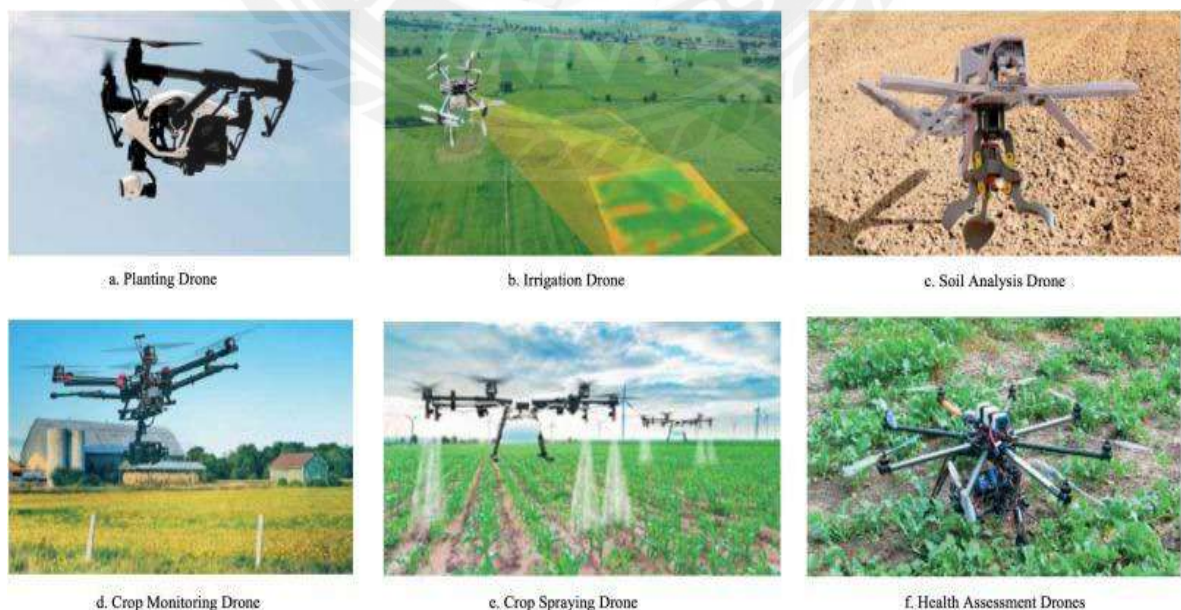 a. Planting Drone
b. Irrigation Drone
c. Soil Analysis Drone
d. Crop Monitoring Drone
e. Crop Spraying Drone
f. Health Assessment Drones